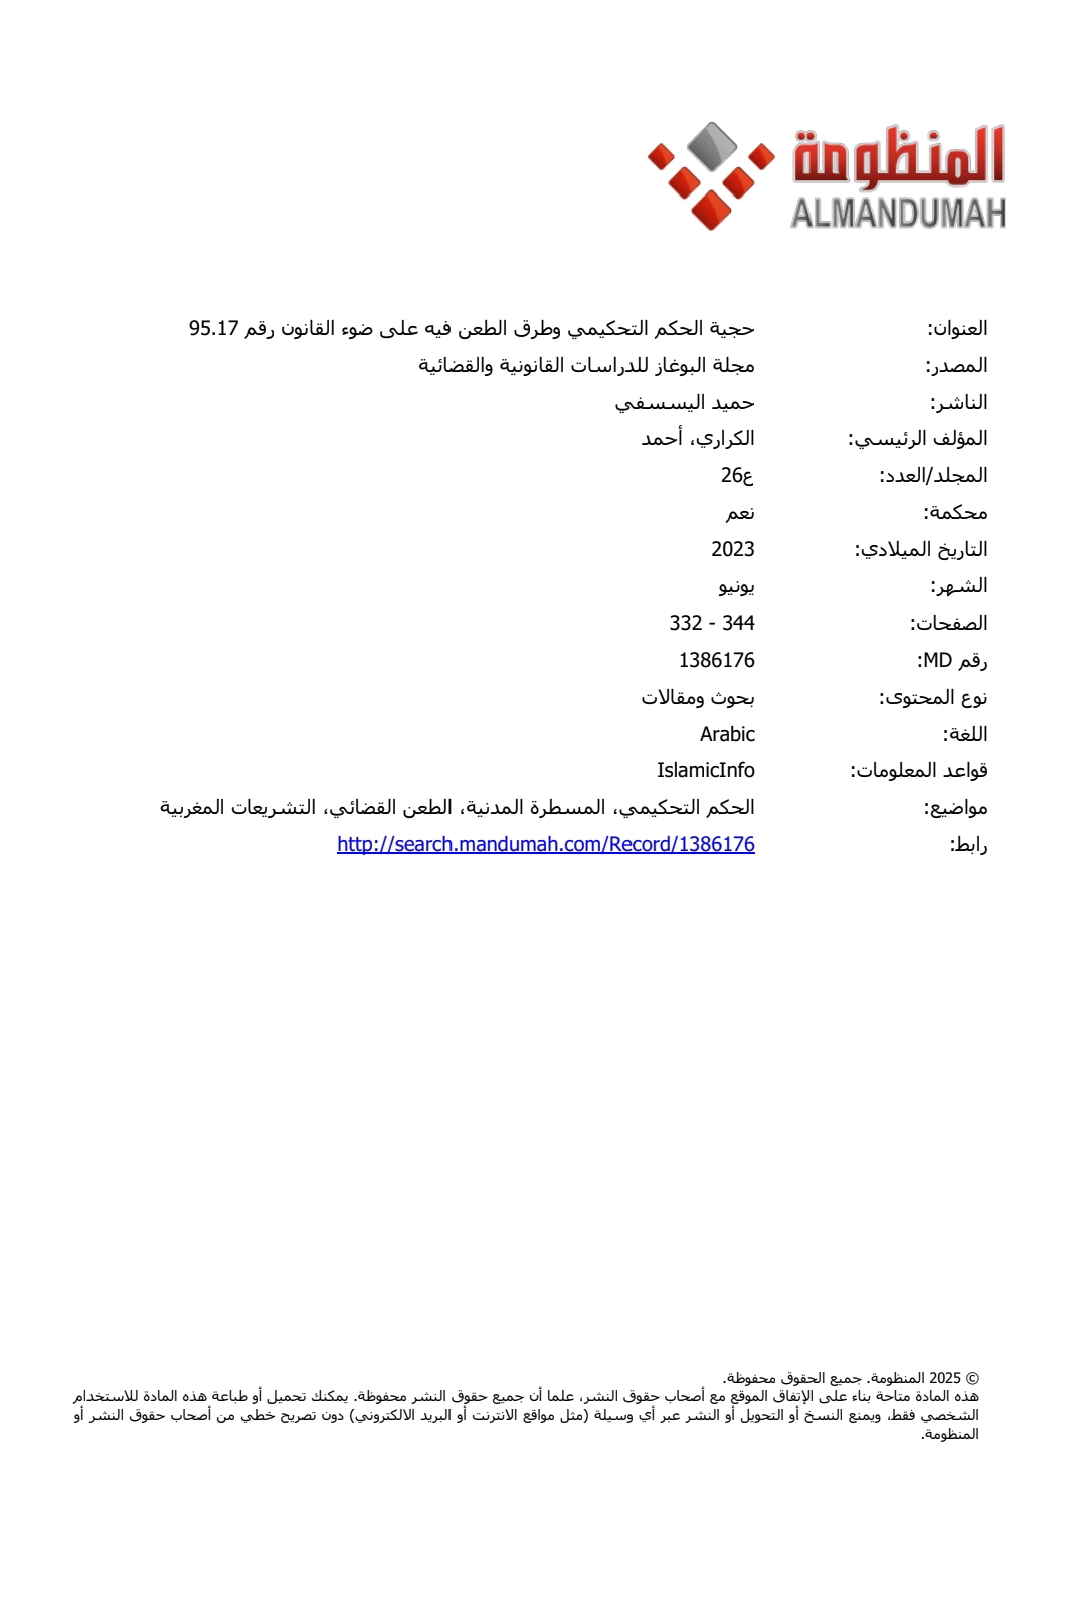 المنظومة
ALMANDUMAH
العنوان: حجية الحكم التحكيمي وطرق الطعن فيه على ضوء القانون رقم 95.17
المصدر: مجلة البوغاز للدراسات القانونية والقضائية
الناشر: حميد اليسسفي
المؤلف الرئيسي: الكراري، أحمد
المجلد/العدد: ع26
محكمة: نعم
التاريخ الميلادي: 2023
الشهر: يونيو
الصفحات: 332 - 344
رقم MD: 1386176
نوع المحتوى: بحوث ومقالات
اللغة: Arabic
قواعد المعلومات: IslamicInfo
مواضيع: الحكم التحكيمي، المسطرة المدنية، الطعن القضائي، التشريعات المغربية
رابط: http://search.mandumah.com/Record/1386176
© 2025 المنظومة. جميع الحقوق محفوظة.
هذه المادة متاحة بناء على الإتفاق الموقع مع أصحاب حقوق النشر، علما أن جميع حقوق النشر محفوظة. يمكنك تحميل أو طباعة هذه المادة للاستخدام
الشخصي فقط، ويمنع النسخ أو التحويل أو النشر عبر أي وسيلة (مثل مواقع الانترنت أو البريد الالكتروني) دون تصريح خطي من أصحاب حقوق النشر أو
المنظومة.